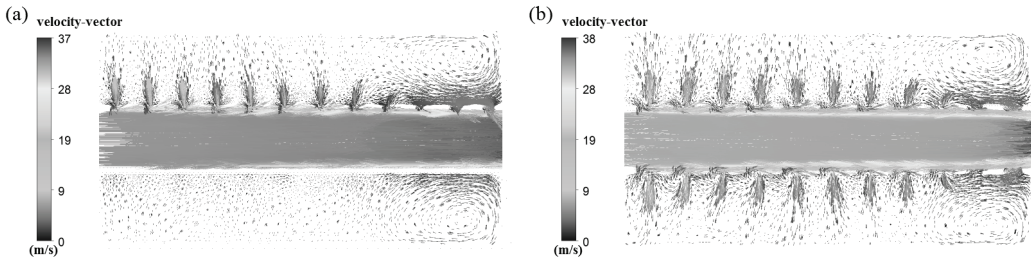 (a)
velocity-vector
37
28
19
9
0
(m/s)
(b)
velocity-vector
38
28
19
9
0
(m/s)